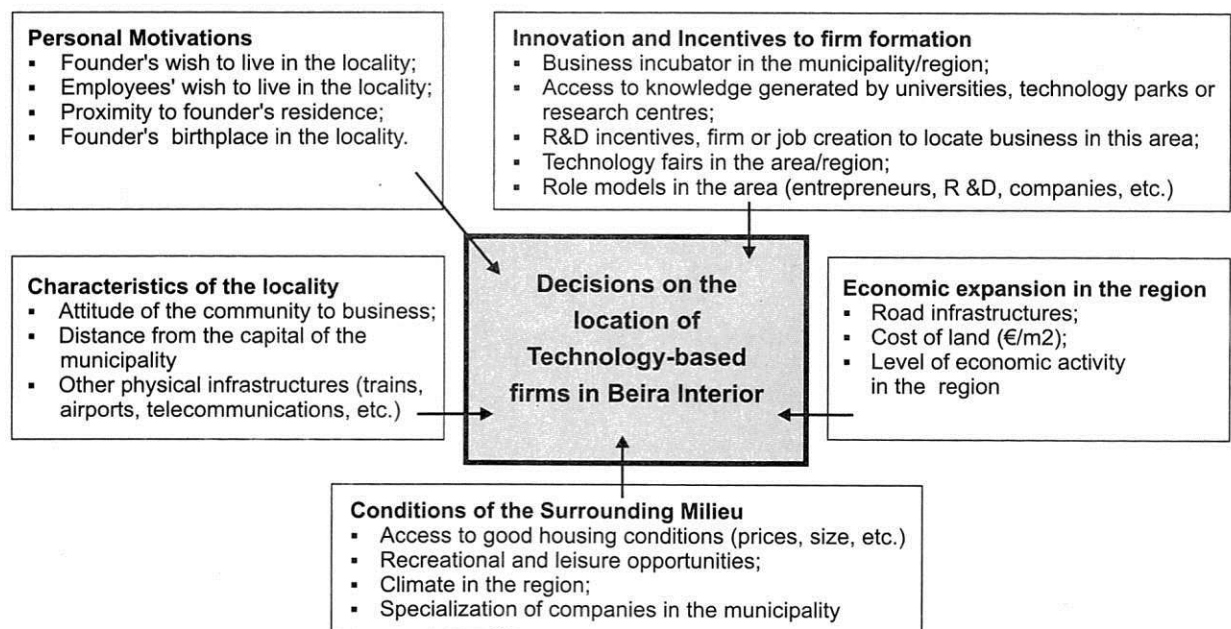 Personal Motivations
▪ Founder's wish to live in the locality;
▪ Employees' wish to live in the locality;
▪ Proximity to founder's residence;
▪ Founder's birthplace in the locality.
Innovation and Incentives to firm formation
▪ Business incubator in the municipality/region;
▪ Access to knowledge generated by universities, technology parks or
research centres;
▪ R&D incentives, firm or job creation to locate business in this area;
▪ Technology fairs in the area/region;
▪ Role models in the area (entrepreneurs, R &D, companies, etc.)
Characteristics of the locality
▪ Attitude of the community to business;
▪ Distance from the capital of the
municipality
▪ Other physical infrastructures (trains,
airports, telecommunications, etc.)
Decisions on the
location of
Technology-based
firms in Beira Interior
Economic expansion in the region
▪ Road infrastructures;
▪ Cost of land (€/m2);
▪ Level of economic activity
in the region
Conditions of the Surrounding Milieu
▪ Access to good housing conditions (prices, size, etc.)
▪ Recreational and leisure opportunities;
▪ Climate in the region;
▪ Specialization of companies in the municipality